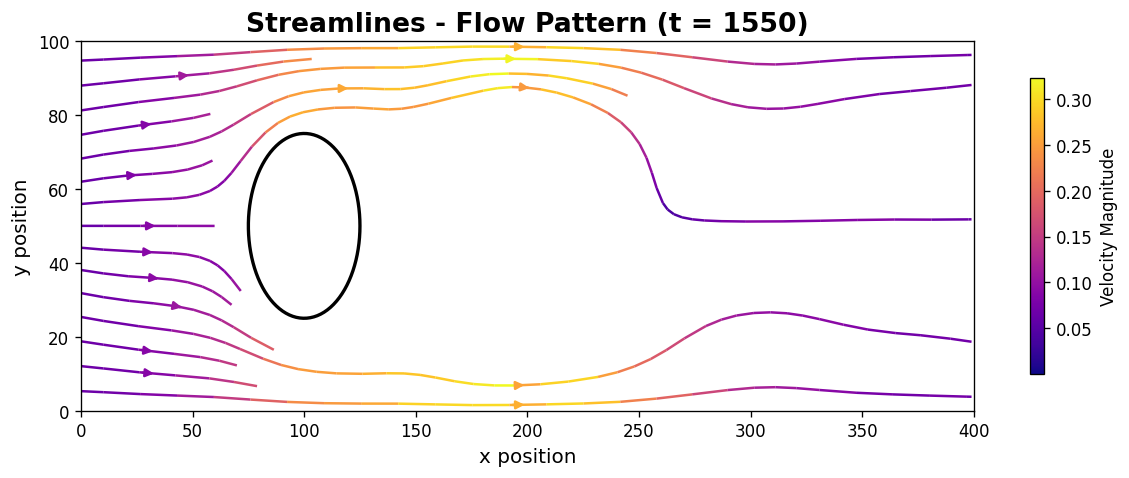 Streamlines - Flow Pattern (t = 1550)
100
80
60
40
20
0
y position
0 50 100 150 200 250 300 350 400
x position
0.30
0.25
0.20
0.15
0.10
0.05
Velocity Magnitude